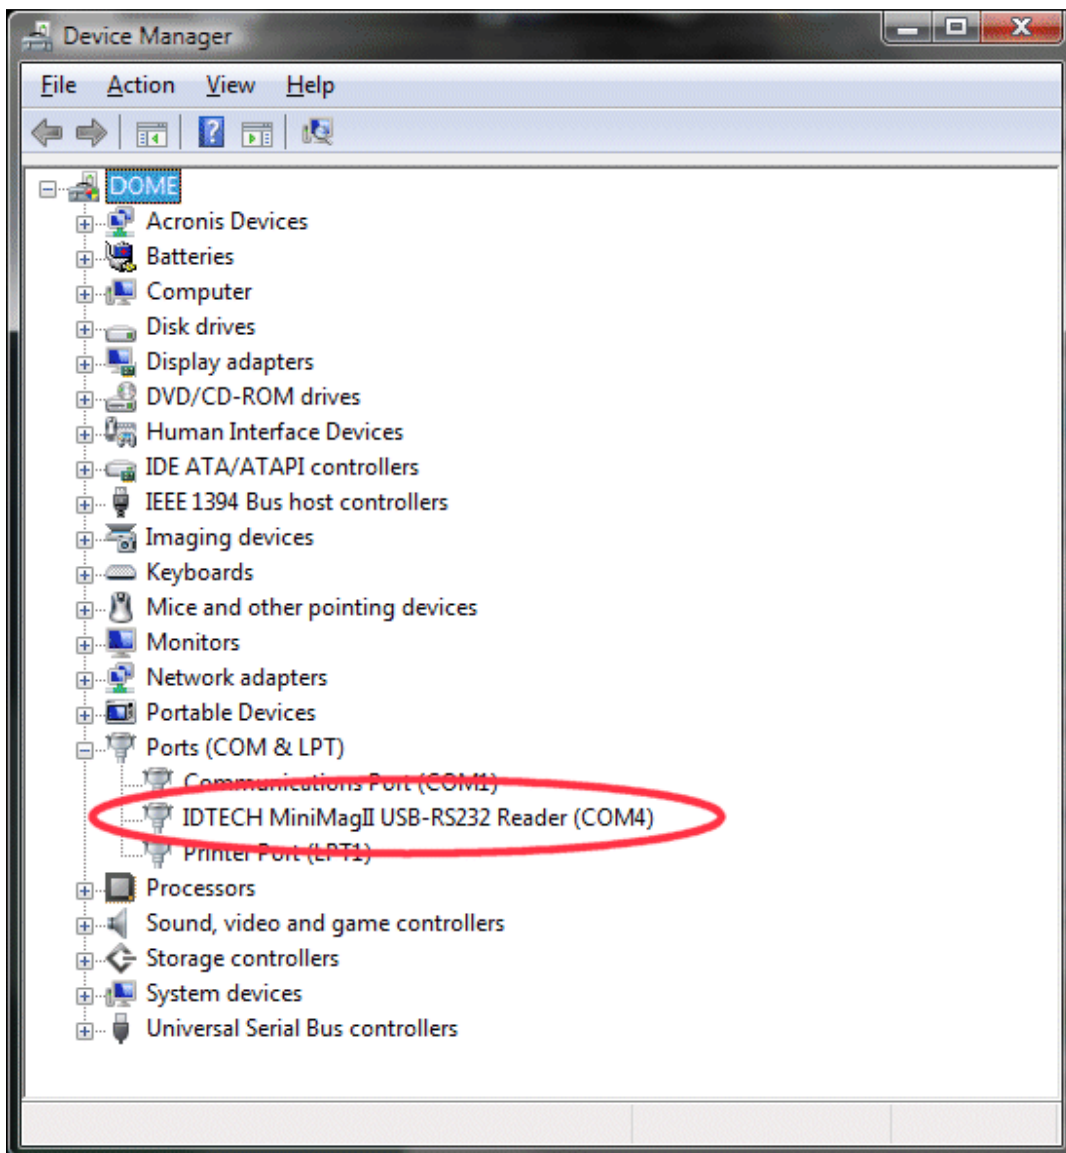 Device Manager
File Action View Help
DOME
Acronis Devices
Batteries
Computer
Disk drives
Display adapters
DVD/CD-ROM drives
Human Interface Devices
IDE ATA/ATAPI controllers
IEEE 1394 Bus host controllers
Imaging devices
Keyboards
Mice and other pointing devices
Monitors
Network adapters
Portable Devices
Ports (COM & LPT)
Communications Port (COM1)
IDTECH MiniMagII USB-RS232 Reader (COM4)
Printer Port (LPT1)
Processors
Sound, video and game controllers
Storage controllers
System devices
Universal Serial Bus controllers